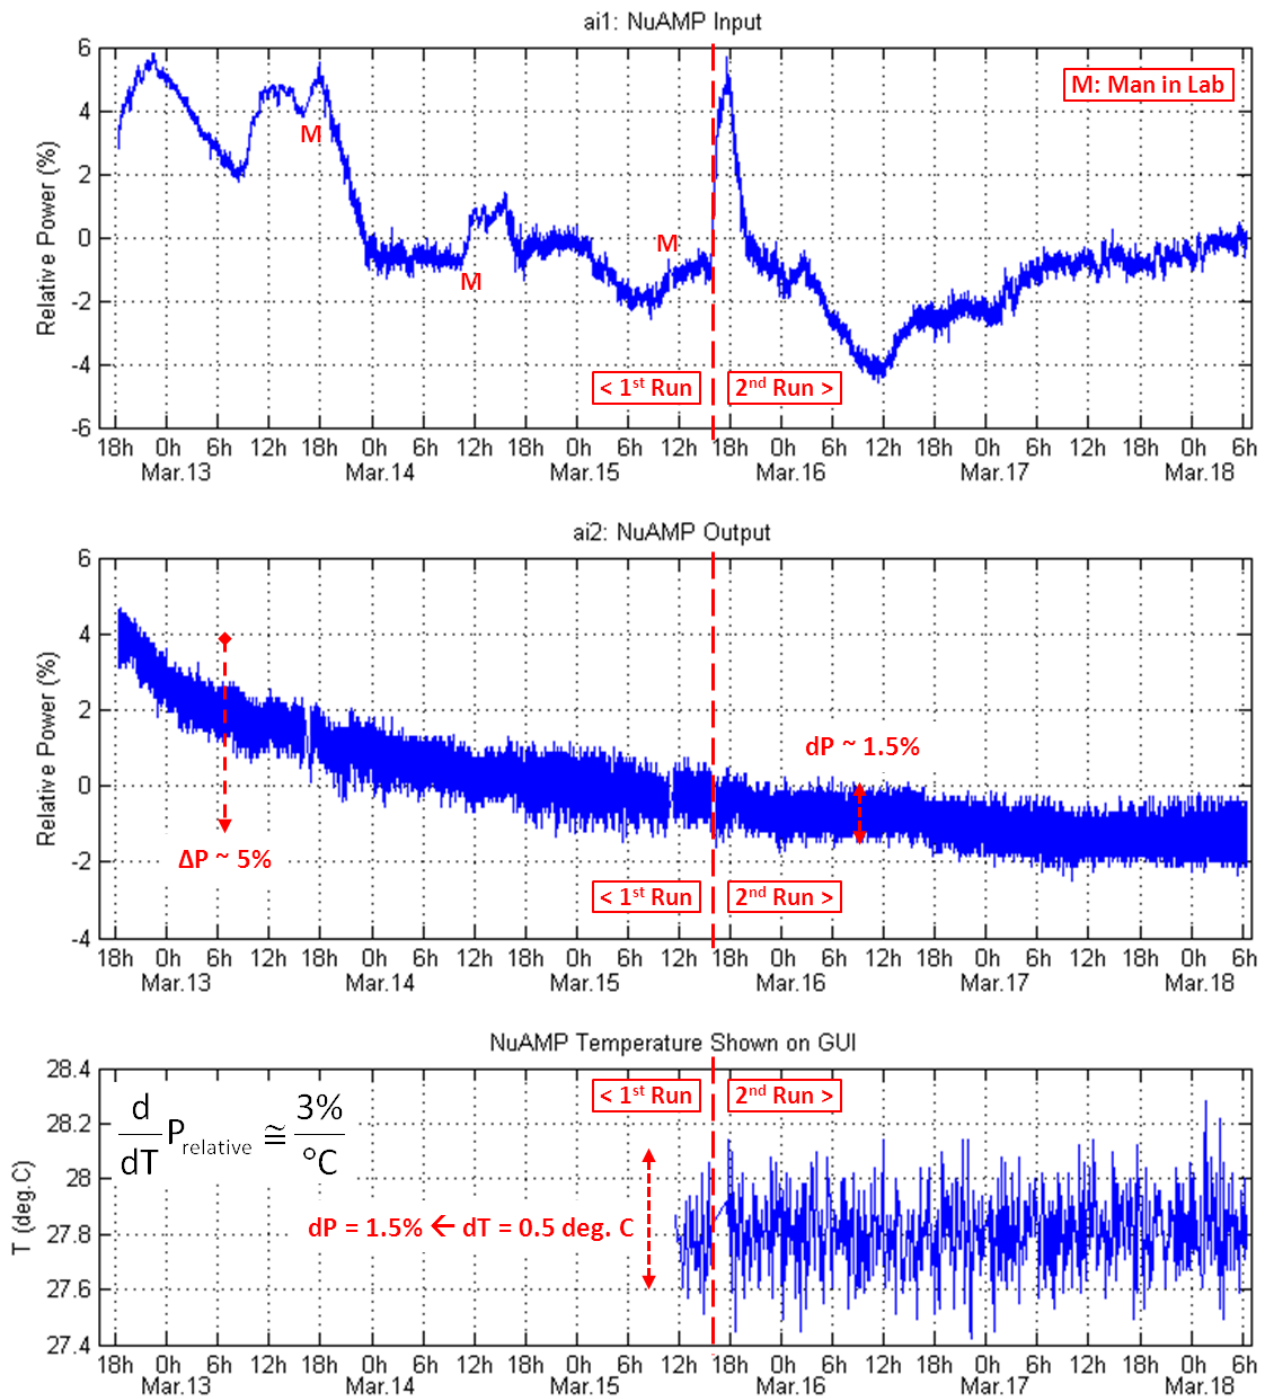 ai1: NuAMP Input
Relative Power (%)
6
4
2
0
-2
-4
-6
M: Man in Lab
M
M
M
< 1st Run
2nd Run >
18h 0h 6h 12h 18h 0h 6h 12h 18h 0h 6h 12h 18h 0h 6h 12h 18h 0h 6h 12h 18h 0h 6h
Mar.13 Mar.14 Mar.15 Mar.16 Mar.17 Mar.18
ai2: NuAMP Output
Relative Power (%)
6
4
2
0
-2
-4
dP ~ 1.5%
ΔP ~ 5%
< 1st Run
2nd Run >
18h 0h 6h 12h 18h 0h 6h 12h 18h 0h 6h 12h 18h 0h 6h 12h 18h 0h 6h 12h 18h 0h 6h
Mar.13 Mar.14 Mar.15 Mar.16 Mar.17 Mar.18
NuAMP Temperature Shown on GUI
T (deg.C)
28.4
28.2
28
27.8
27.6
27.4
< 1st Run
2nd Run >
d/dT Prelative ≅ 3%/°C
dP = 1.5% ← dT = 0.5 deg. C
18h 0h 6h 12h 18h 0h 6h 12h 18h 0h 6h 12h 18h 0h 6h 12h 18h 0h 6h 12h 18h 0h 6h
Mar.13 Mar.14 Mar.15 Mar.16 Mar.17 Mar.18